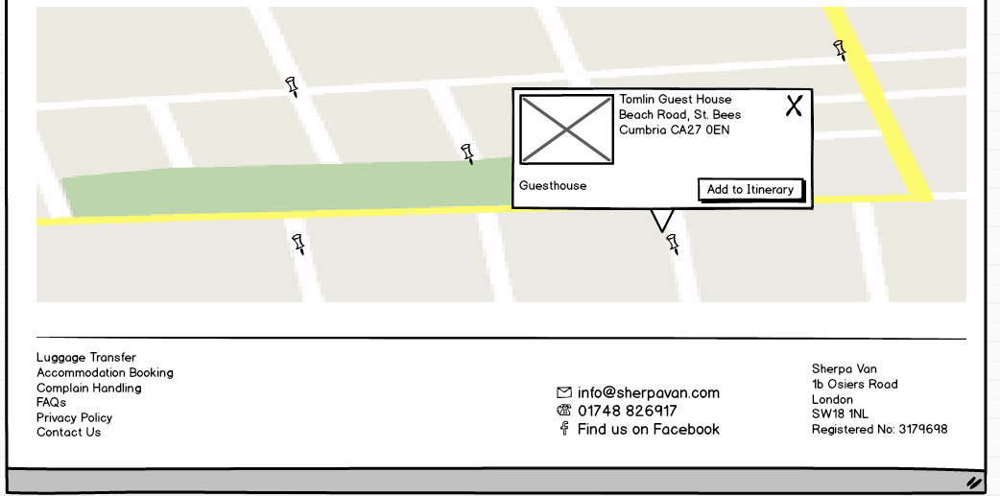 Tomlin Guest House
Beach Road, St. Bees
Cumbria CA27 0EN
X
Guesthouse
Add to Itinerary
Luggage Transfer
Accommodation Booking
Complain Handling
FAQs
Privacy Policy
Contact Us
info@sherpavan.com
01748 826917
Find us on Facebook
Sherpa Van
1b Osiers Road
London
SW18 1NL
Registered No: 3179698